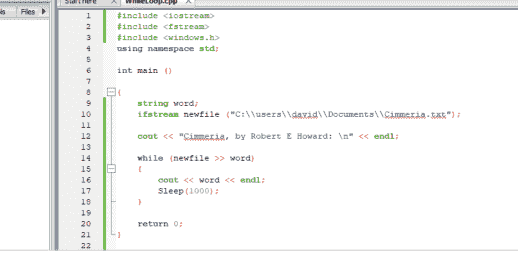 Start here WhileLoop.cpp
Files
1 #include <iostream>
2 #include <fstream>
3 #include <windows.h>
4 using namespace std;
5
6 int main ()
7
8 {
9 string word;
10 ifstream newfile ("C:\\users\\david\\Documents\\Cimmeria.txt");
11
12 cout << "Cimmeria, by Robert E Howard: \n" << endl;
13
14 while (newfile >> word)
15 {
16 cout << word << endl;
17 Sleep(1000);
18 }
19
20 return 0;
21 }
22